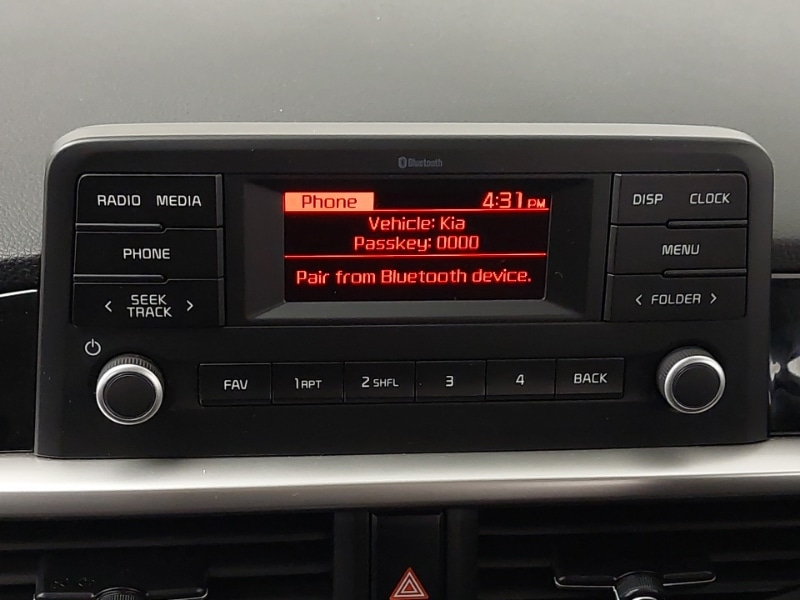 Bluetooth
RADIO MEDIA
PHONE
< SEEK TRACK >
Phone 4:31 PM
Vehicle: Kia
Passkey: 0000
Pair from Bluetooth device.
DISP CLOCK
MENU
< FOLDER >
FAV 1 RPT 2 SHFL 3 4 BACK